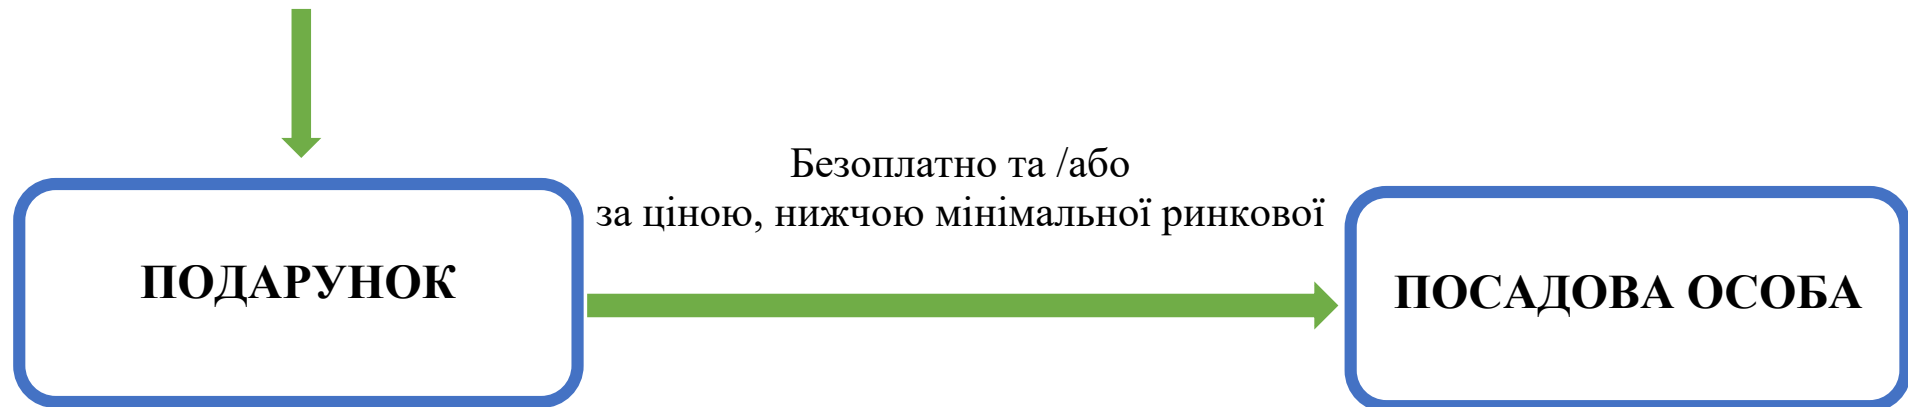 Безоплатно та /або
за ціною, нижчою мінімальної ринкової
ПОДАРУНОК
ПОСАДОВА ОСОБА